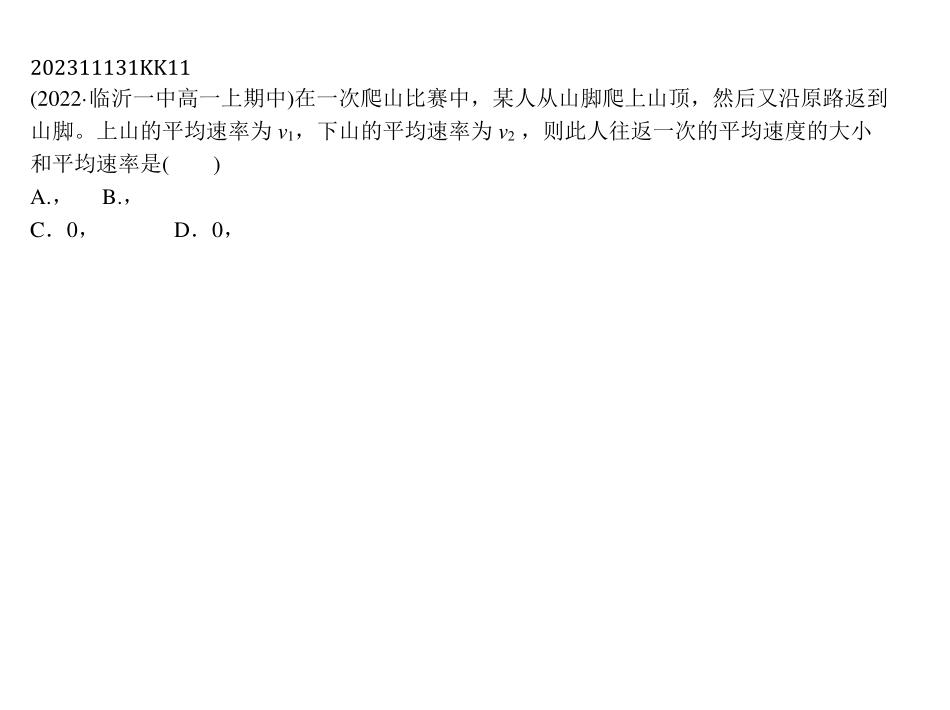 202311131KK11
(2022·临沂一中高一上期中)在一次爬山比赛中，某人从山脚爬上山顶，然后又沿原路返到
山脚。上山的平均速率为 v₁，下山的平均速率为 v₂ ，则此人往返一次的平均速度的大小
和平均速率是(　　)
A.，　B.，
C．0，　　　　D．0，